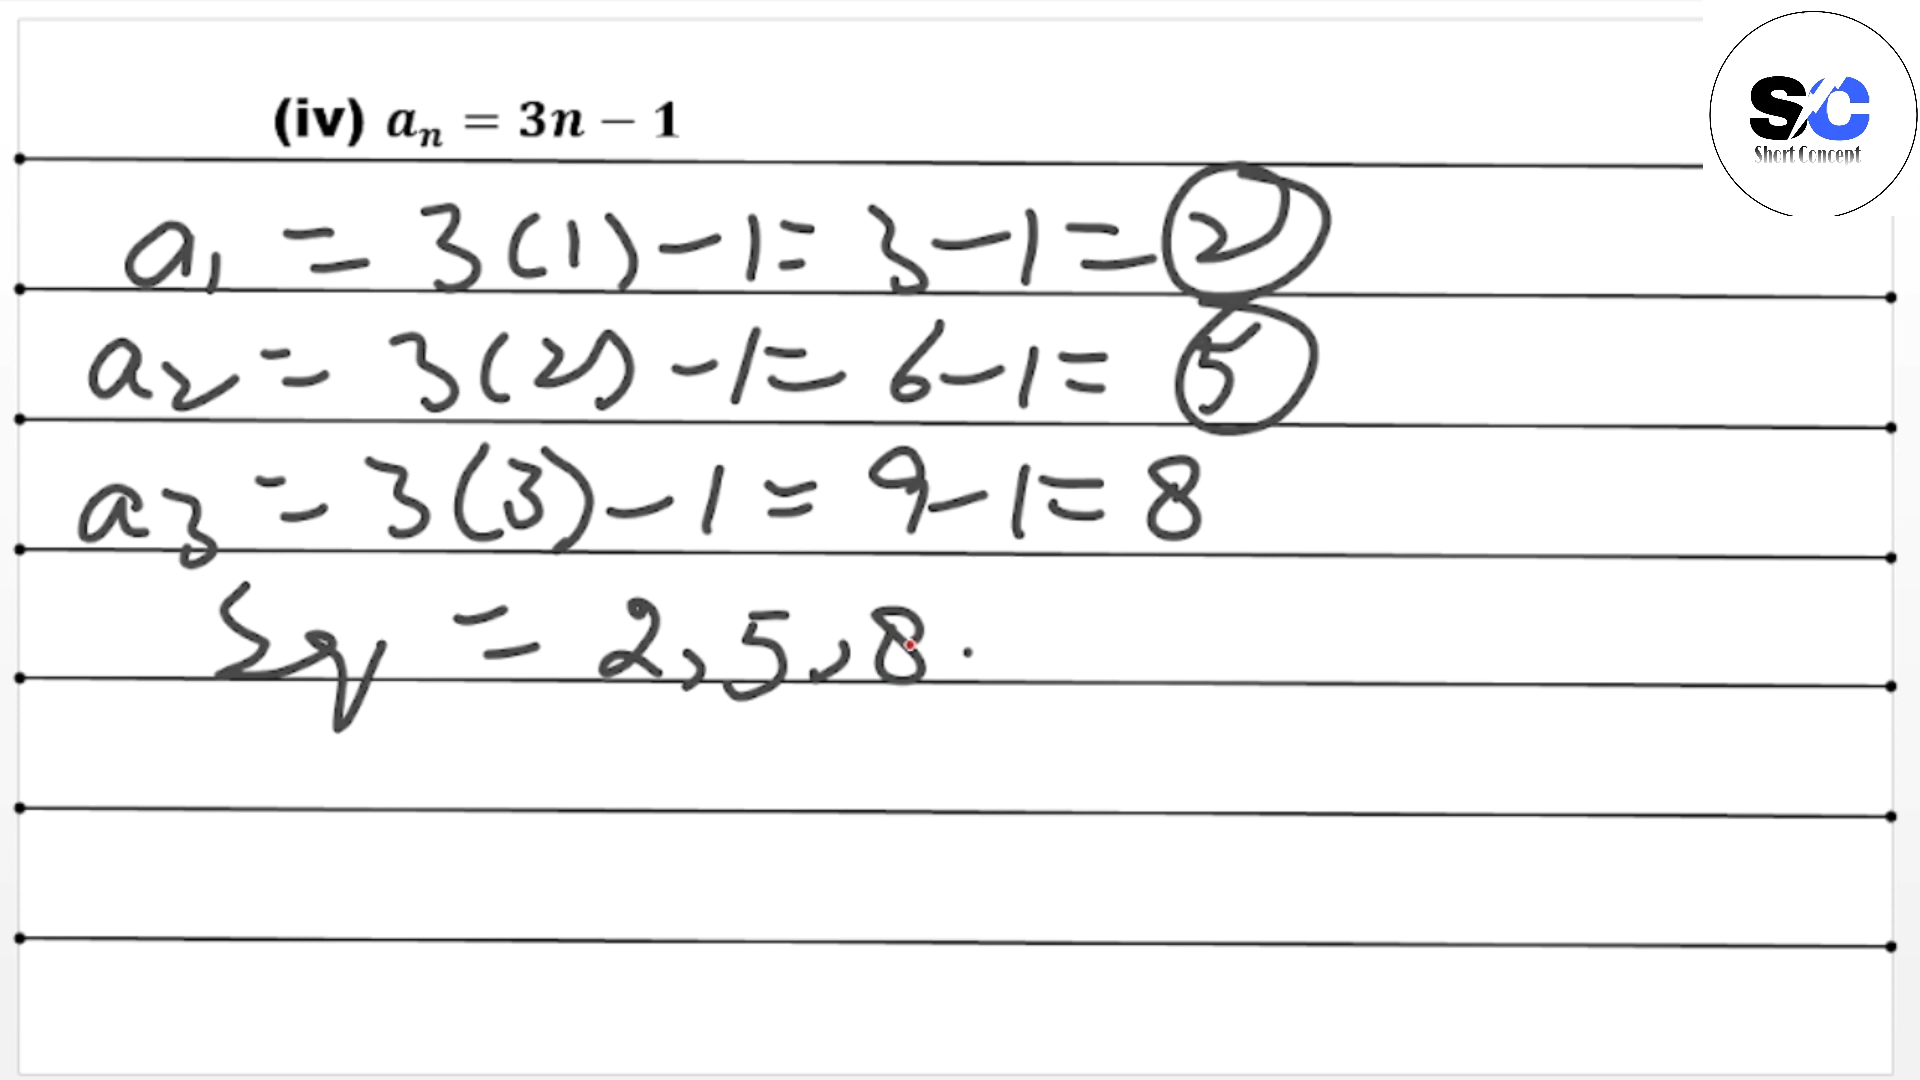 (iv) aₙ = 3n − 1
SC
Short Concept
a₁ = 3(1) − 1 = 3 − 1 = 2
a₂ = 3(2) − 1 = 6 − 1 = 5
a₃ = 3(3) − 1 = 9 − 1 = 8
Seq = 2, 5, 8 .